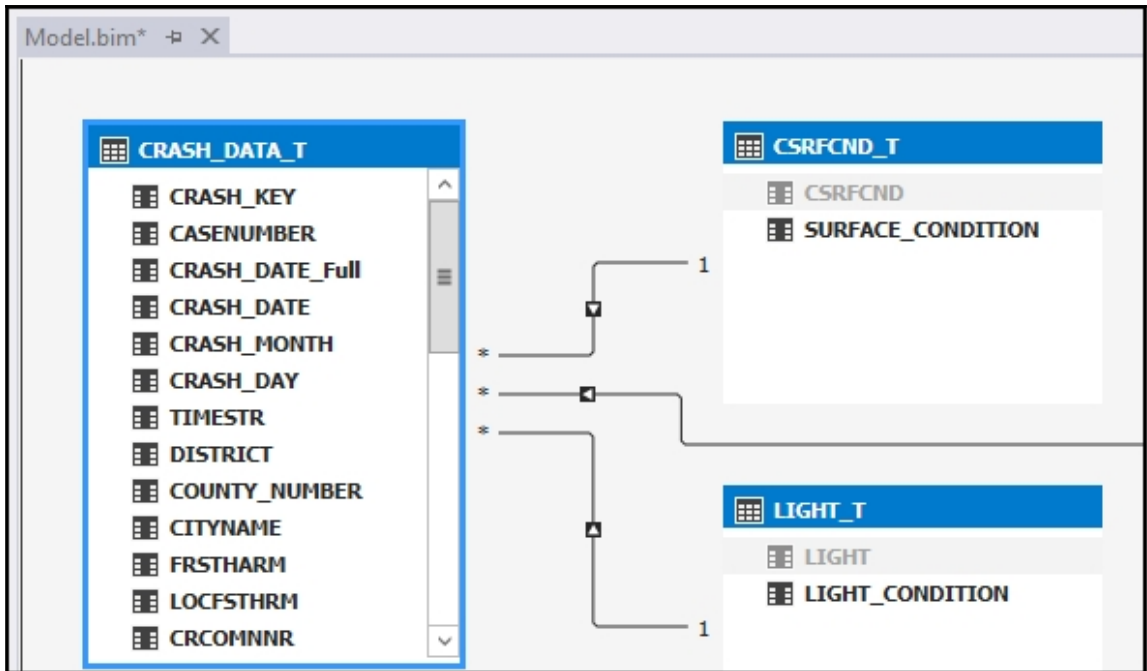 Model.bim*
CRASH_DATA_T
CRASH_KEY
CASENUMBER
CRASH_DATE_Full
CRASH_DATE
CRASH_MONTH
CRASH_DAY
TIMESTR
DISTRICT
COUNTY_NUMBER
CITYNAME
FRSTHARM
LOCFSTHRM
CRCOMNNR
*
*
*
CSRFCND_T
CSRFCND
SURFACE_CONDITION
1
LIGHT_T
LIGHT
LIGHT_CONDITION
1